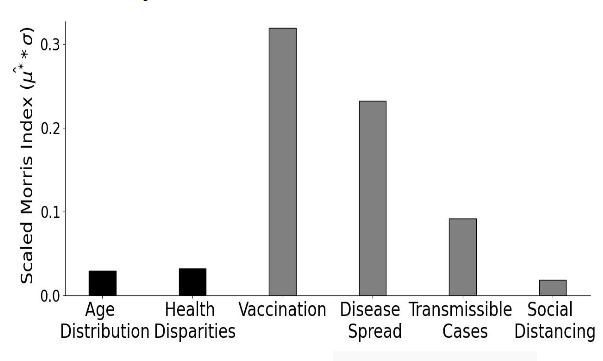 Scaled Morris Index (μ̂* * σ)
0.3
0.2
0.1
0.0
Age Distribution
Health Disparities
Vaccination
Disease Spread
Transmissible Cases
Social Distancing